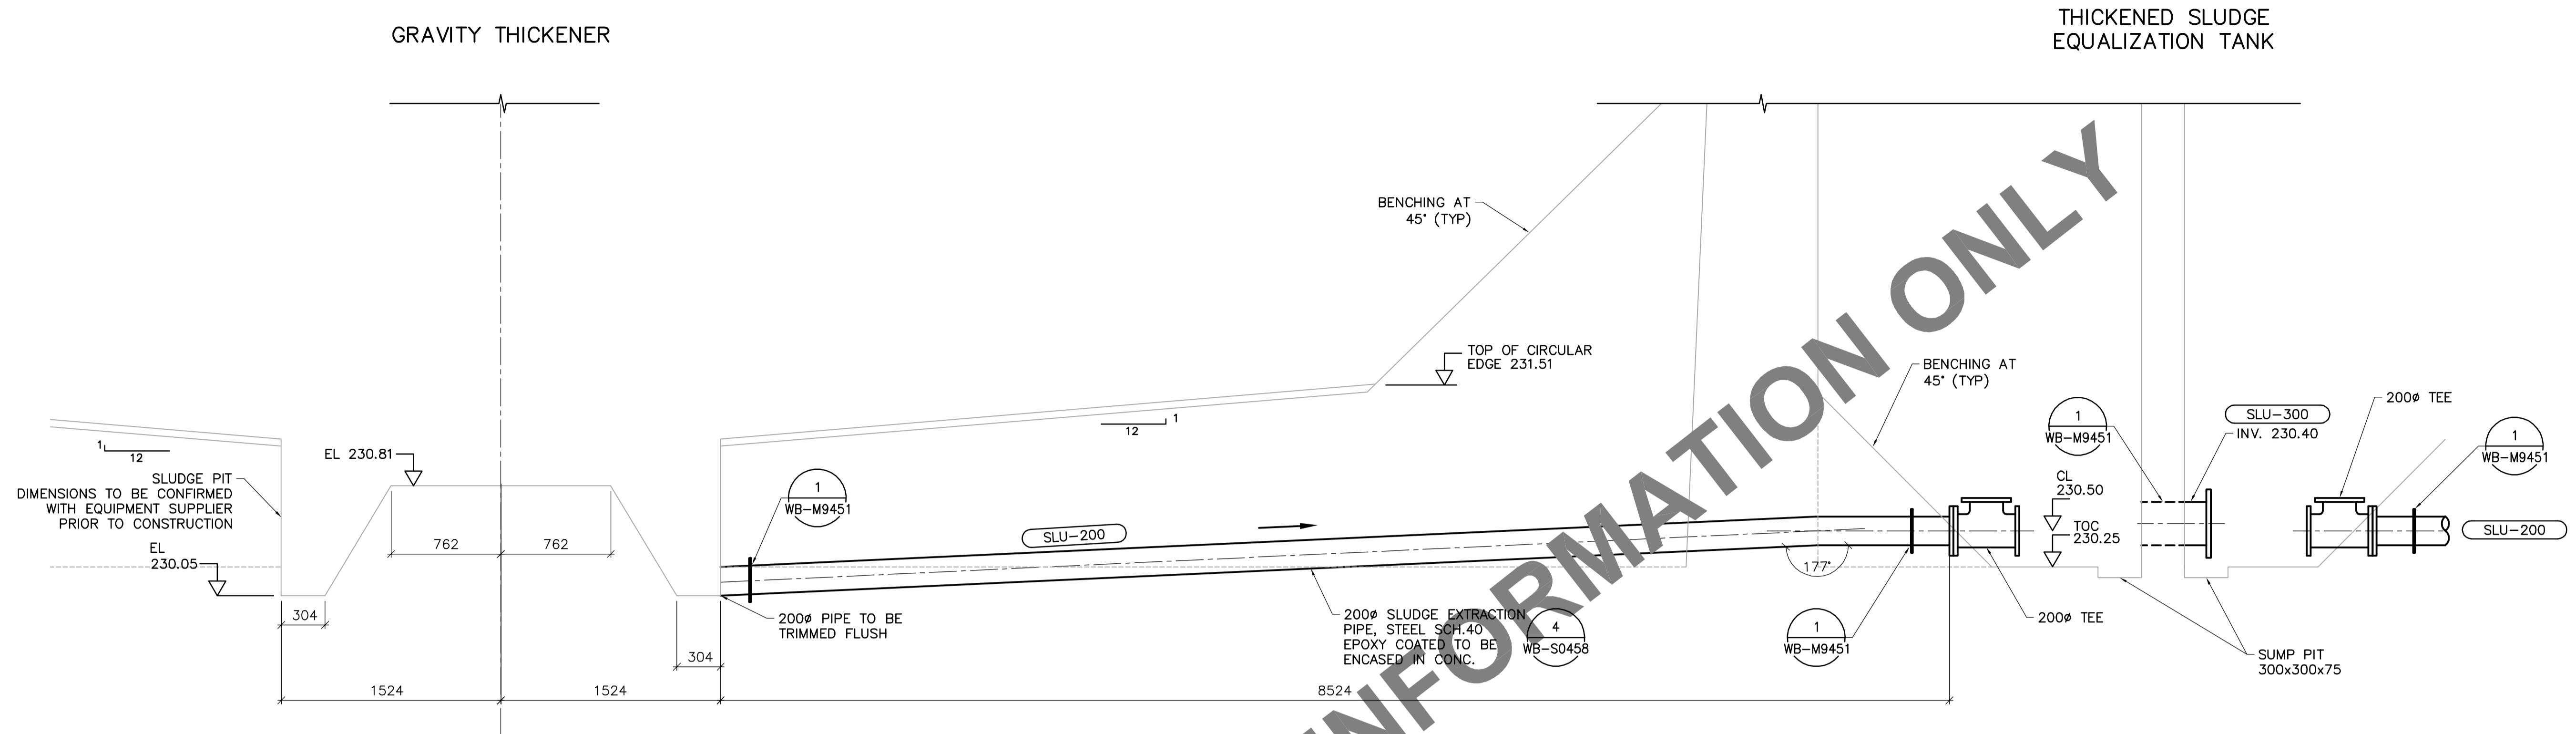 GRAVITY THICKENER
THICKENED SLUDGE
EQUALIZATION TANK
BENCHING AT
45° (TYP)
TOP OF CIRCULAR
EDGE 231.51
BENCHING AT
45° (TYP)
1
12
1
12
EL 230.81
SLUDGE PIT
DIMENSIONS TO BE CONFIRMED
WITH EQUIPMENT SUPPLIER
PRIOR TO CONSTRUCTION
EL
230.05
762
762
304
304
1524
1524
8524
1
WB-M9451
SLU-200
200ø PIPE TO BE
TRIMMED FLUSH
200ø SLUDGE EXTRACTION
PIPE, STEEL SCH.40
EPOXY COATED TO BE
ENCASED IN CONC.
4
WB-S0458
177°
1
WB-M9451
CL
230.50
TOC
230.25
200ø TEE
1
WB-M9451
SLU-300
INV. 230.40
200ø TEE
1
WB-M9451
SLU-200
SUMP PIT
300x300x75
INFORMATION ONLY